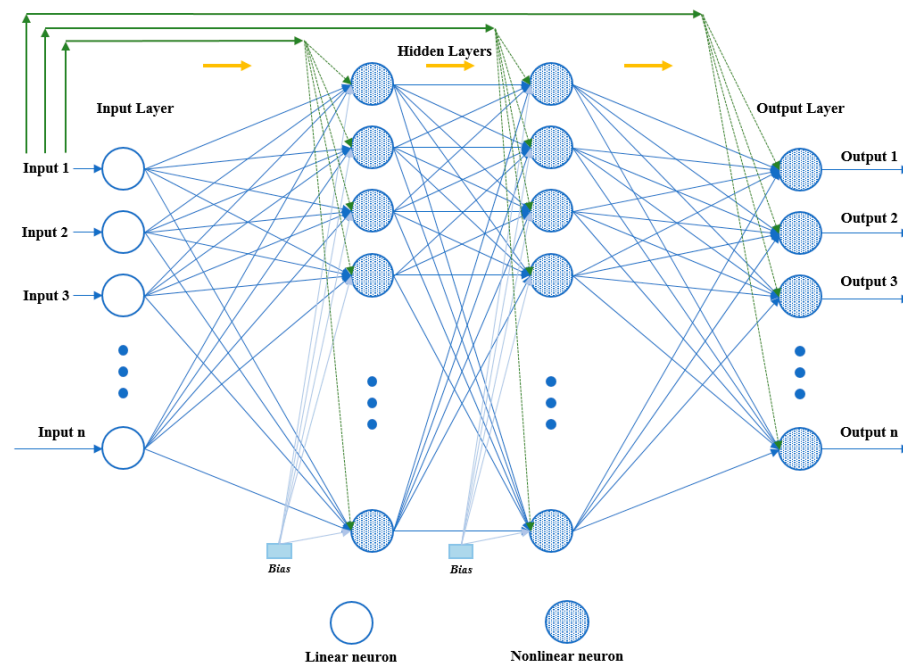 Hidden Layers
Input Layer
Output Layer
Input 1
Output 1
Input 2
Output 2
Input 3
Output 3
Input n
Output n
Bias
Bias
Linear neuron
Nonlinear neuron